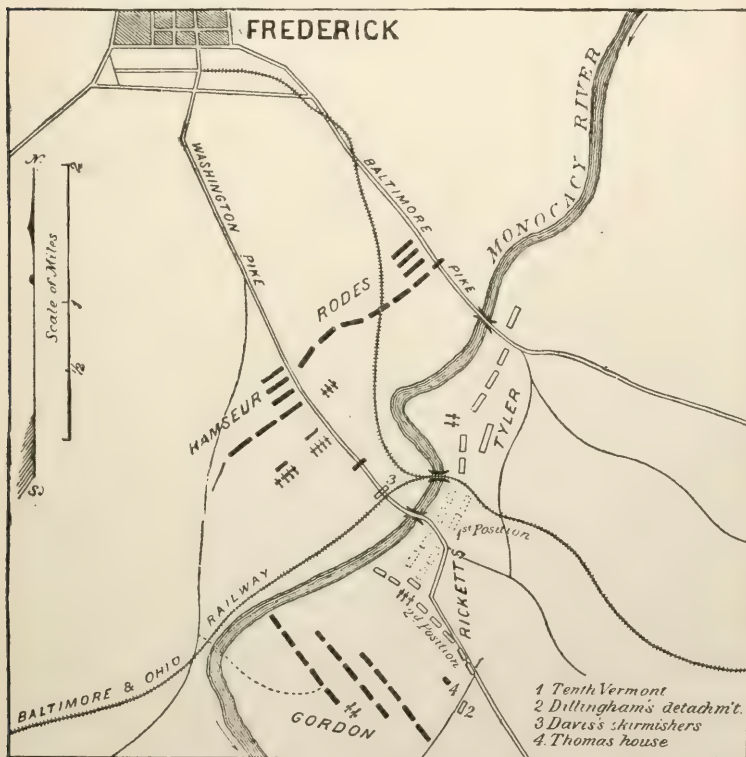 FREDERICK
MONOCACY RIVER
WASHINGTON PIKE
BALTIMORE PIKE
N.
S.
Scale of Miles
2
1
1/2
RODES
HAMSEUR
TYLER
3
1st Position
RICKETTS
2d Position
BALTIMORE & OHIO RAILWAY
GORDON
1
4
2
1 Tenth Vermont
2 Dillingham's detachm't.
3 Davis's skirmishers
4. Thomas house